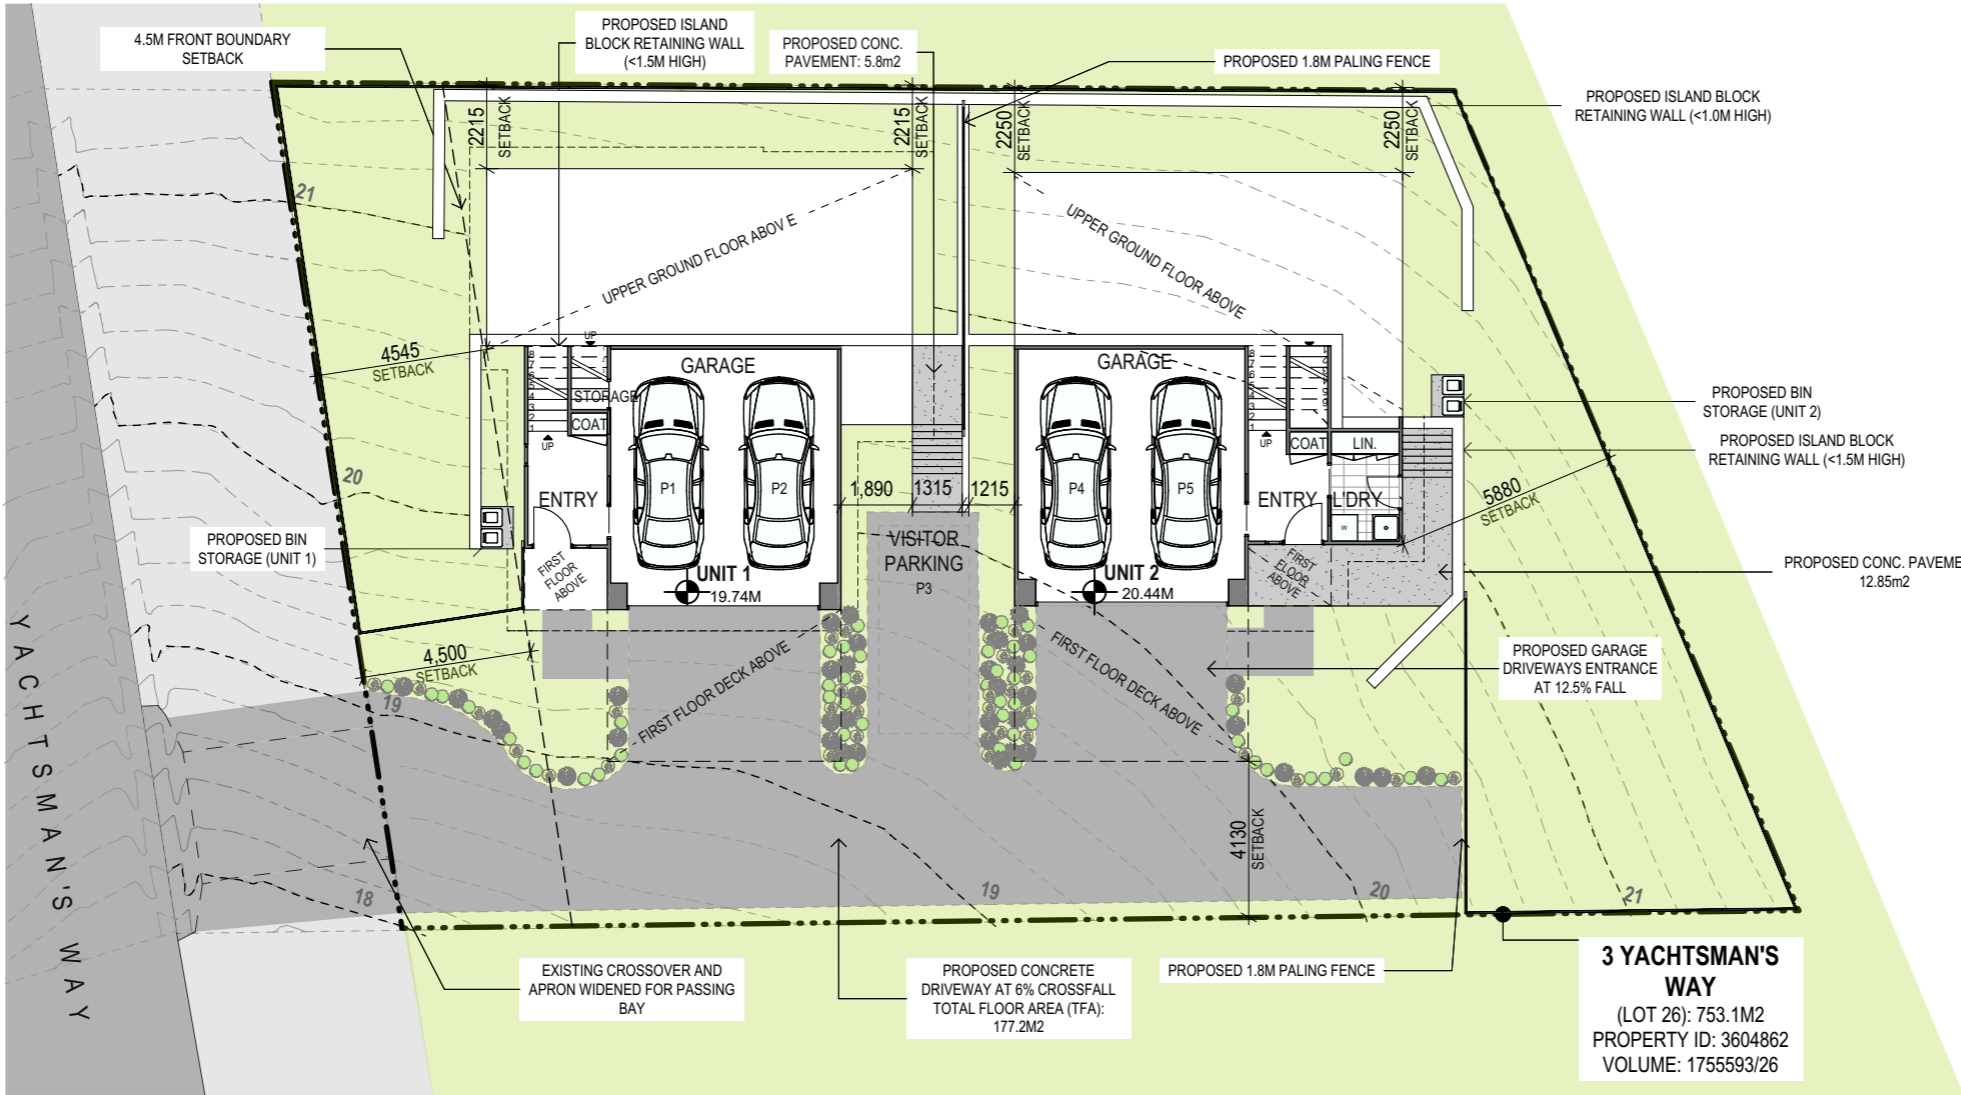 4.5M FRONT BOUNDARY
SETBACK
PROPOSED ISLAND
BLOCK RETAINING WALL
(<1.5M HIGH)
PROPOSED CONC.
PAVEMENT: 5.8m2
PROPOSED 1.8M PALING FENCE
PROPOSED ISLAND BLOCK
RETAINING WALL (<1.0M HIGH)
2215
SETBACK
2215
SETBACK
2250
SETBACK
2250
SETBACK
21
UPPER GROUND FLOOR ABOV E
UPPER GROUND FLOOR ABOVE
4545
SETBACK
UP
GARAGE
GARAGE
8
7
6
5
4
3
2
1
STORAGE
COAT
UP
UP
COAT
LIN.
PROPOSED BIN
STORAGE (UNIT 2)
PROPOSED ISLAND BLOCK
RETAINING WALL (<1.5M HIGH)
20
ENTRY
P1
P2
1,890
1315
1215
P4
P5
ENTRY
L'DRY
W
5880
SETBACK
PROPOSED BIN
STORAGE (UNIT 1)
VISITOR
PARKING
P3
FIRST
FLOOR
ABOVE
UNIT 1
19.74M
UNIT 2
20.44M
FIRST
FLOOR
ABOVE
PROPOSED CONC. PAVEME
12.85m2
4,500
SETBACK
FIRST FLOOR DECK ABOVE
FIRST FLOOR DECK ABOVE
PROPOSED GARAGE
DRIVEWAYS ENTRANCE
AT 12.5% FALL
19
YACHTSMAN'S WAY
4130
SETBACK
18
19
20
21
EXISTING CROSSOVER AND
APRON WIDENED FOR PASSING
BAY
PROPOSED CONCRETE
DRIVEWAY AT 6% CROSSFALL
TOTAL FLOOR AREA (TFA):
177.2M2
PROPOSED 1.8M PALING FENCE
3 YACHTSMAN'S
WAY
(LOT 26): 753.1M2
PROPERTY ID: 3604862
VOLUME: 1755593/26